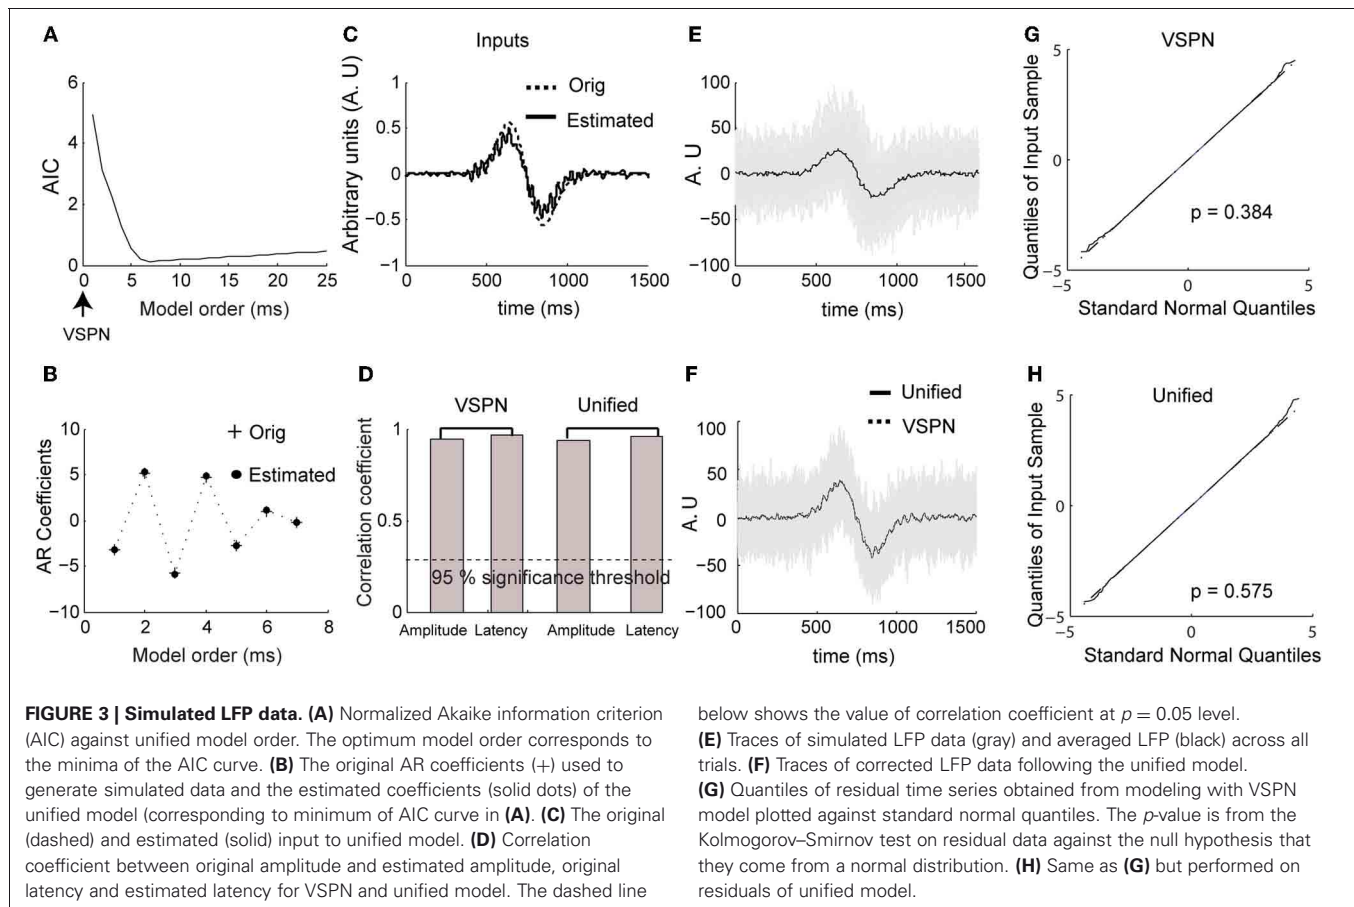 A
AIC
6
4
2
0
0
5
10
15
20
25
Model order (ms)
VSPN
C
Inputs
Arbitrary units (A. U)
1
0.5
0
−0.5
−1
Orig
Estimated
0
500
1000
1500
time (ms)
E
A. U
100
50
0
−50
−100
0
500
1000
1500
time (ms)
G
VSPN
Quantiles of Input Sample
5
0
−5
p = 0.384
−5
0
5
Standard Normal Quantiles
B
AR Coefficients
10
5
0
−5
−10
+ Orig
Estimated
0
2
4
6
8
Model order (ms)
D
Correlation coefficient
VSPN
Unified
1
0.5
0
95 % significance threshold
Amplitude Latency Amplitude Latency
F
Unified
VSPN
A. U
100
50
0
−50
−100
0
500
1000
1500
time (ms)
H
Unified
Quantiles of Input Sample
5
0
−5
p = 0.575
−5
0
5
Standard Normal Quantiles
FIGURE 3 | Simulated LFP data. (A) Normalized Akaike information criterion
(AIC) against unified model order. The optimum model order corresponds to
the minima of the AIC curve. (B) The original AR coefficients (+) used to
generate simulated data and the estimated coefficients (solid dots) of the
unified model (corresponding to minimum of AIC curve in (A). (C) The original
(dashed) and estimated (solid) input to unified model. (D) Correlation
coefficient between original amplitude and estimated amplitude, original
latency and estimated latency for VSPN and unified model. The dashed line
below shows the value of correlation coefficient at p = 0.05 level.
(E) Traces of simulated LFP data (gray) and averaged LFP (black) across all
trials. (F) Traces of corrected LFP data following the unified model.
(G) Quantiles of residual time series obtained from modeling with VSPN
model plotted against standard normal quantiles. The p-value is from the
Kolmogorov–Smirnov test on residual data against the null hypothesis that
they come from a normal distribution. (H) Same as (G) but performed on
residuals of unified model.